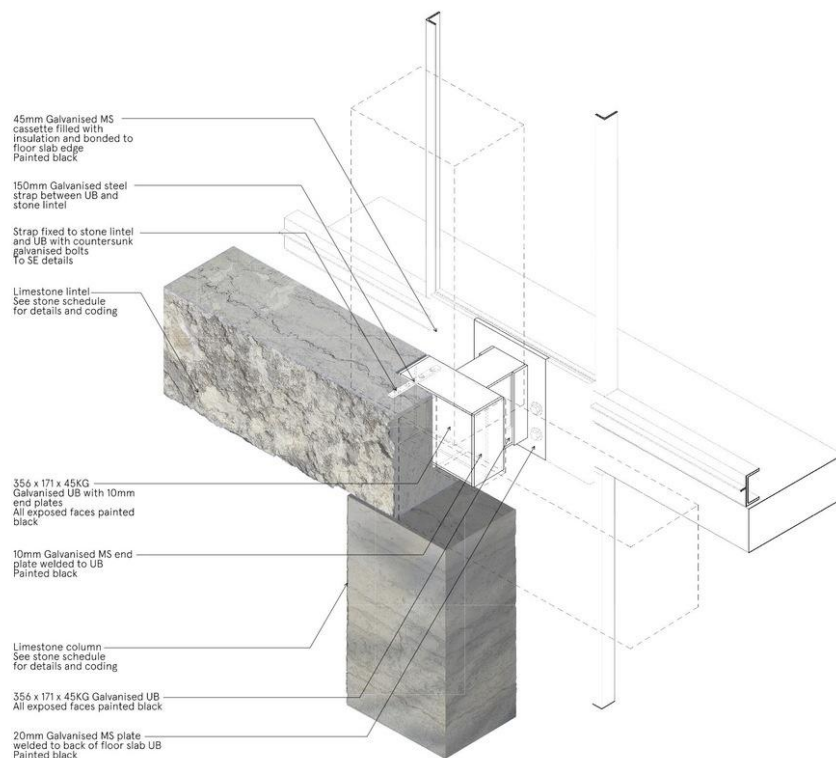 45mm Galvanised MS
cassette filled with
insulation and bonded to
floor slab edge
Painted black
150mm Galvanised steel
strap between UB and
stone lintel
Strap fixed to stone lintel
and UB with countersunk
galvanised bolts
To SE details
Limestone lintel
See stone schedule
for details and coding
356 x 171 x 45KG
Galvanised UB with 10mm
end plates
All exposed faces painted
black
10mm Galvanised MS end
plate welded to UB
Painted black
Limestone column
See stone schedule
for details and coding
356 x 171 x 45KG Galvanised UB
All exposed faces painted black
20mm Galvanised MS plate
welded to back of floor slab UB
Painted black